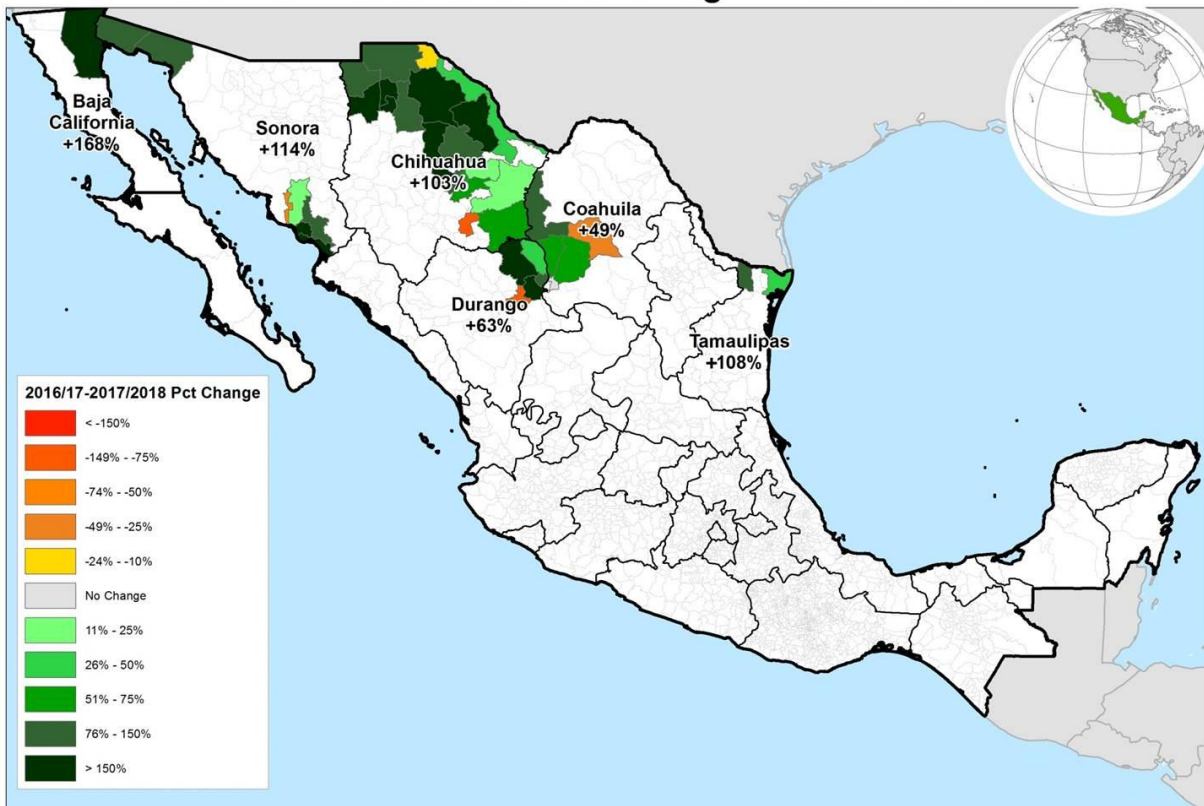 Baja
California
+168%
Sonora
+114%
Chihuahua
+103%
Coahuila
+49%
Durango
+63%
Tamaulipas
+108%
2016/17-2017/2018 Pct Change
< -150%
-149% - -75%
-74% - -50%
-49% - -25%
-24% - -10%
No Change
11% - 25%
26% - 50%
51% - 75%
76% - 150%
> 150%